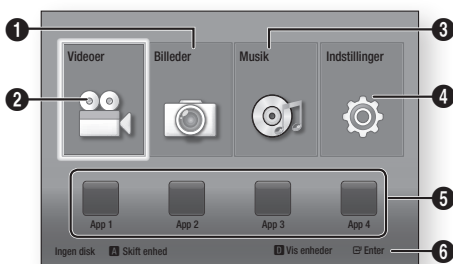 1 3
Videoer Billeder Musik Indstillinger
2 4
App 1 App 2 App 3 App 4 5
Ingen disk A Skift enhed D Vis enheder Enter 6